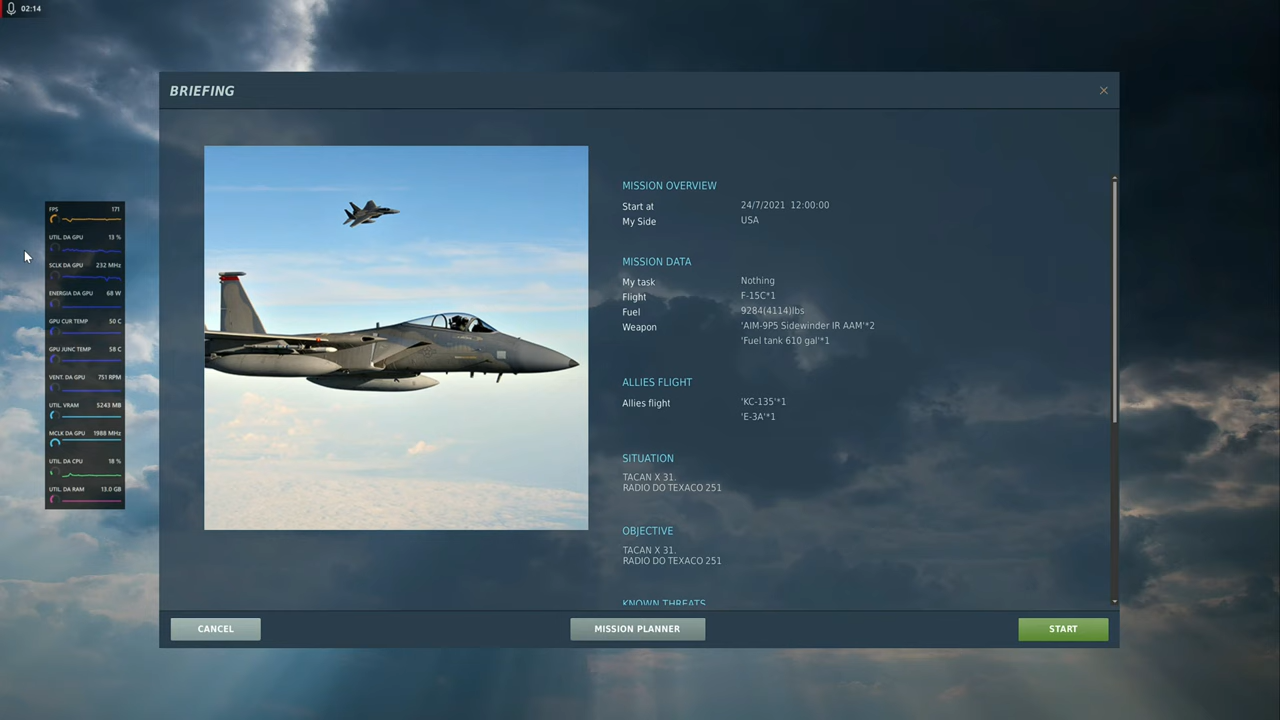 02:14
BRIEFING
×
FPS 171
UTIL. DA GPU 13 %
SCLK DA GPU 232 MHz
ENERGIA DA GPU 68 W
GPU CUR TEMP 50 C
GPU JUNC TEMP 58 C
VENT. DA GPU 751 RPM
UTIL. VRAM 5243 MB
MCLK DA GPU 1988 MHz
UTIL. DA CPU 18 %
UTIL. DA RAM 13.0 GB
MISSION OVERVIEW
Start at 24/7/2021 12:00:00
My Side USA
MISSION DATA
My task Nothing
Flight F-15C*1
Fuel 9284(4114)lbs
Weapon 'AIM-9P5 Sidewinder IR AAM'*2
'Fuel tank 610 gal'*1
ALLIES FLIGHT
Allies flight 'KC-135'*1
'E-3A'*1
SITUATION
TACAN X 31.
RADIO DO TEXACO 251
OBJECTIVE
TACAN X 31.
RADIO DO TEXACO 251
KNOWN THREATS
CANCEL
MISSION PLANNER
START